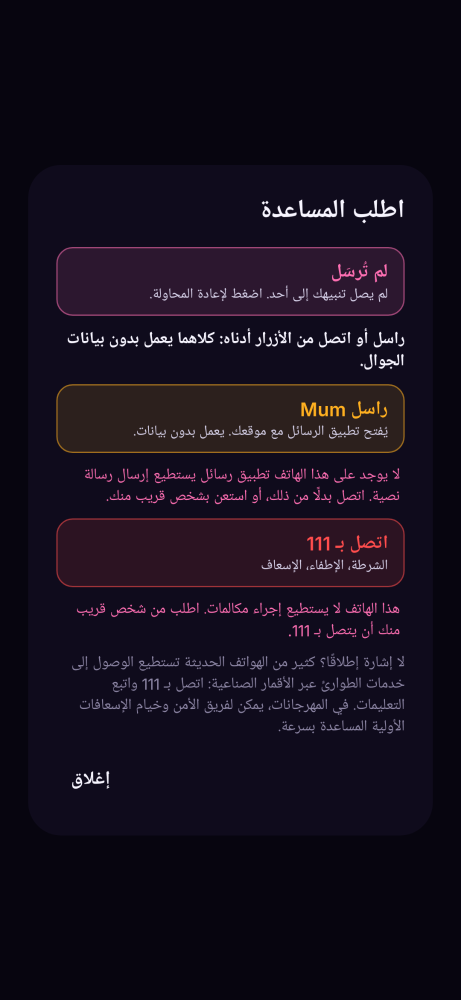 اطلب المساعدة
لم تُرسَل
لم يصل تنبيهك إلى أحد. اضغط لإعادة المحاولة.
راسل أو اتصل من الأزرار أدناه: كلاهما يعمل بدون بيانات
الجوال.
راسل Mum
يُفتح تطبيق الرسائل مع موقعك. يعمل بدون بيانات.
لا يوجد على هذا الهاتف تطبيق رسائل يستطيع إرسال رسالة
نصية. اتصل بدلًا من ذلك، أو استعن بشخص قريب منك.
اتصل بـ 111
الشرطة، الإطفاء، الإسعاف
هذا الهاتف لا يستطيع إجراء مكالمات. اطلب من شخص قريب
منك أن يتصل بـ 111.
لا إشارة إطلاقًا؟ كثير من الهواتف الحديثة تستطيع الوصول إلى
خدمات الطوارئ عبر الأقمار الصناعية: اتصل بـ 111 واتبع
التعليمات. في المهرجانات، يمكن لفريق الأمن وخيام الإسعافات
الأولية المساعدة بسرعة.
إغلاق